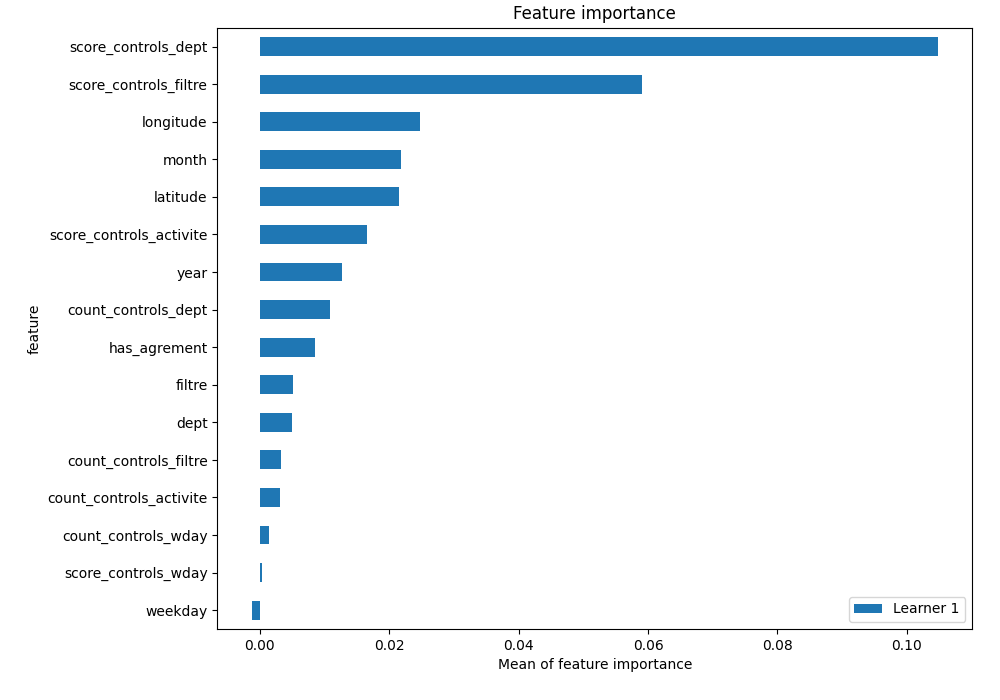 Feature importance
score_controls_dept
score_controls_filtre
longitude
month
latitude
score_controls_activite
year
count_controls_dept
has_agrement
filtre
dept
count_controls_filtre
count_controls_activite
count_controls_wday
score_controls_wday
weekday
feature
Learner 1
0.00 0.02 0.04 0.06 0.08 0.10
Mean of feature importance